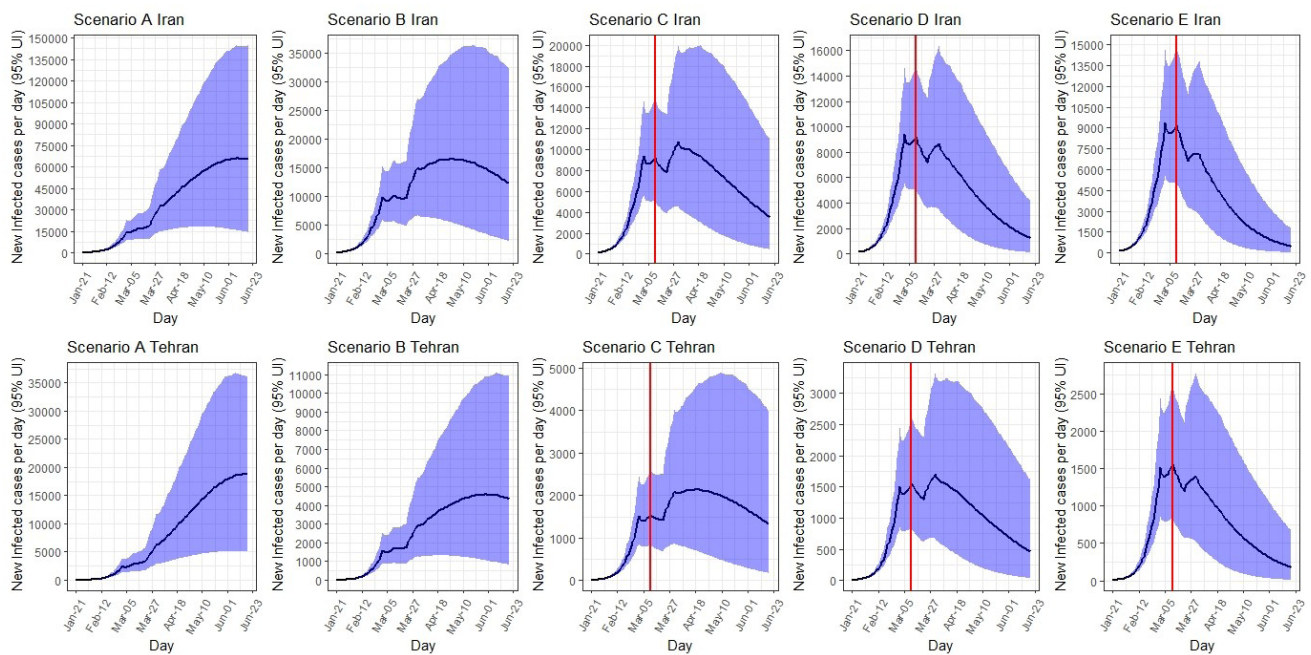 Scenario A Iran
New Infected cases per day (95% UI)
150000
135000
120000
105000
90000
75000
60000
45000
30000
15000
0
Jan-21
Feb-12
Mar-05
Mar-27
Apr-18
May-10
Jun-01
Jun-23
Day
Scenario B Iran
New Infected cases per day (95% UI)
35000
30000
25000
20000
15000
10000
5000
0
Jan-21
Feb-12
Mar-05
Mar-27
Apr-18
May-10
Jun-01
Jun-23
Day
Scenario C Iran
New Infected cases per day (95% UI)
20000
18000
16000
14000
12000
10000
8000
6000
4000
2000
0
Jan-21
Feb-12
Mar-05
Mar-27
Apr-18
May-10
Jun-01
Jun-23
Day
Scenario D Iran
New Infected cases per day (95% UI)
16000
14000
12000
10000
8000
6000
4000
2000
0
Jan-21
Feb-12
Mar-05
Mar-27
Apr-18
May-10
Jun-01
Jun-23
Day
Scenario E Iran
New Infected cases per day (95% UI)
15000
13500
12000
10500
9000
7500
6000
4500
3000
1500
0
Jan-21
Feb-12
Mar-05
Mar-27
Apr-18
May-10
Jun-01
Jun-23
Day
Scenario A Tehran
New Infected cases per day (95% UI)
35000
30000
25000
20000
15000
10000
5000
0
Jan-21
Feb-12
Mar-05
Mar-27
Apr-18
May-10
Jun-01
Jun-23
Day
Scenario B Tehran
New Infected cases per day (95% UI)
11000
10000
9000
8000
7000
6000
5000
4000
3000
2000
1000
0
Jan-21
Feb-12
Mar-05
Mar-27
Apr-18
May-10
Jun-01
Jun-23
Day
Scenario C Tehran
New Infected cases per day (95% UI)
5000
4000
3000
2000
1000
0
Jan-21
Feb-12
Mar-05
Mar-27
Apr-18
May-10
Jun-01
Jun-23
Day
Scenario D Tehran
New Infected cases per day (95% UI)
3000
2500
2000
1500
1000
500
0
Jan-21
Feb-12
Mar-05
Mar-27
Apr-18
May-10
Jun-01
Jun-23
Day
Scenario E Tehran
New Infected cases per day (95% UI)
2500
2000
1500
1000
500
0
Jan-21
Feb-12
Mar-05
Mar-27
Apr-18
May-10
Jun-01
Jun-23
Day